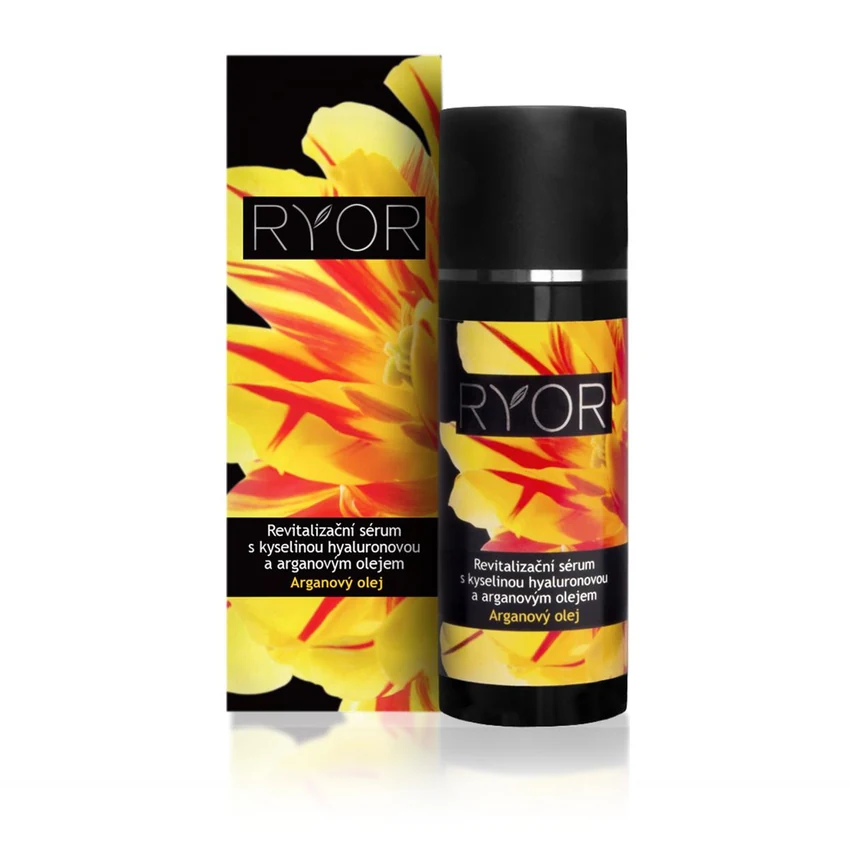 RYOR
Revitalizační sérum
s kyselinou hyaluronovou
a arganovým olejem
Arganový olej
RYOR
Revitalizační sérum
s kyselinou hyaluronovou
a arganovým olejem
Arganový olej